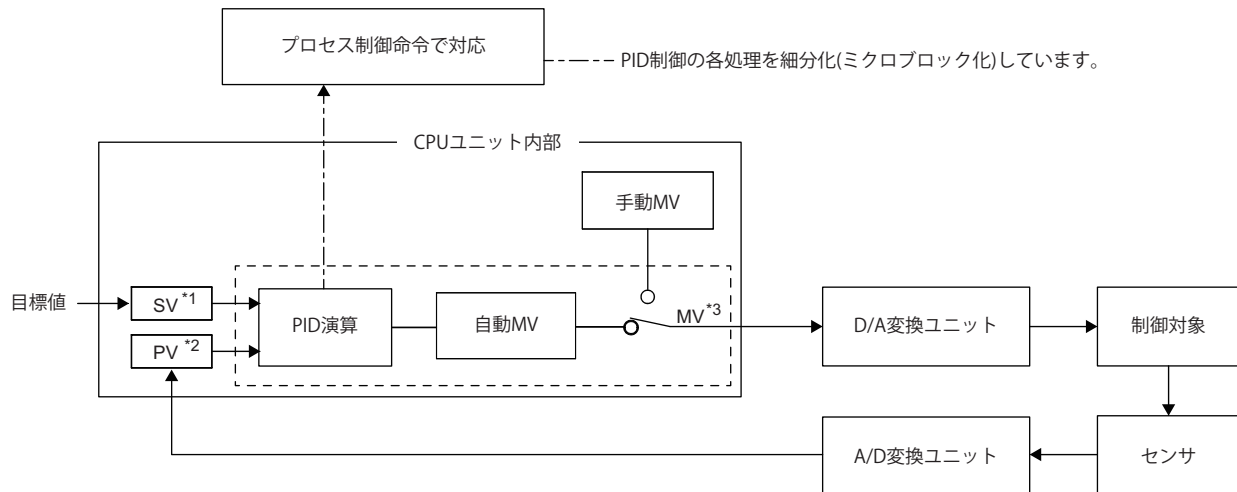 プロセス制御命令で対応
PID制御の各処理を細分化(ミクロブロック化)しています。
CPUユニット内部
手動MV
目標値
SV*1
PID演算
自動MV
MV*3
D/A変換ユニット
制御対象
PV*2
A/D変換ユニット
センサ